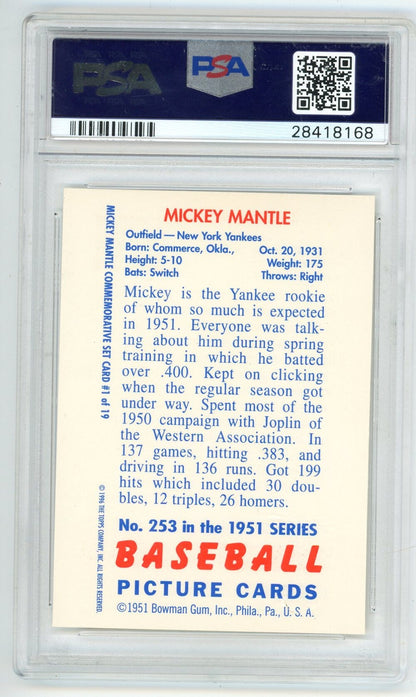 PSA
PSA
28418168
MICKEY MANTLE
Outfield — New York Yankees
Born: Commerce, Okla., Oct. 20, 1931
Height: 5-10 Weight: 175
Bats: Switch Throws: Right
Mickey is the Yankee rookie
of whom so much is expected
in 1951. Everyone was talk-
ing about him during spring
training in which he batted
over .400. Kept on clicking
when the regular season got
under way. Spent most of the
1950 campaign with Joplin of
the Western Association. In
137 games, hitting .383, and
driving in 136 runs. Got 199
hits which included 30 dou-
bles, 12 triples, 26 homers.
No. 253 in the 1951 SERIES
BASEBALL
PICTURE CARDS
©1951 Bowman Gum, Inc., Phila., Pa., U. S. A.
MICKEY MANTLE COMMEMORATIVE SET CARD #1 of 19
© 1996 THE TOPPS COMPANY, INC. ALL RIGHTS RESERVED.